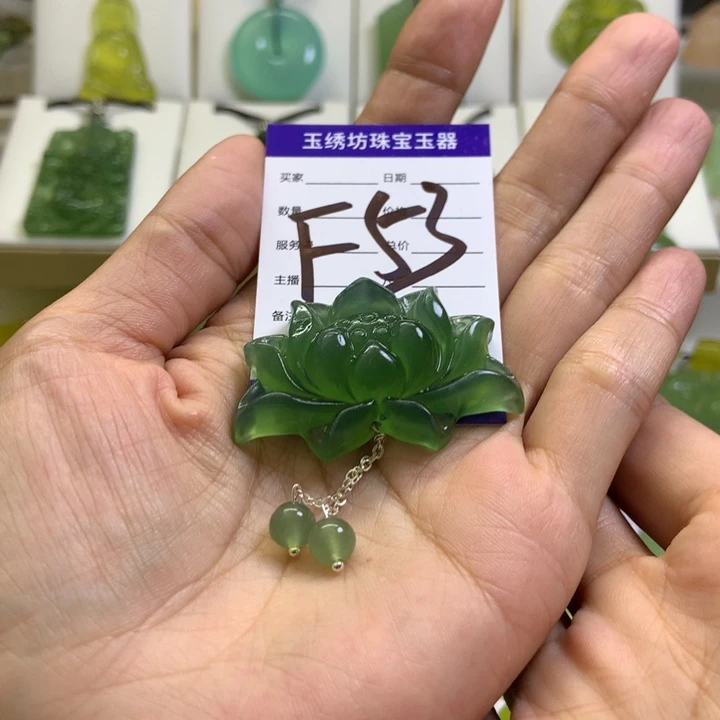 玉绣坊珠宝玉器
买家 日期
数量
服务 总价
主播
备注
F53